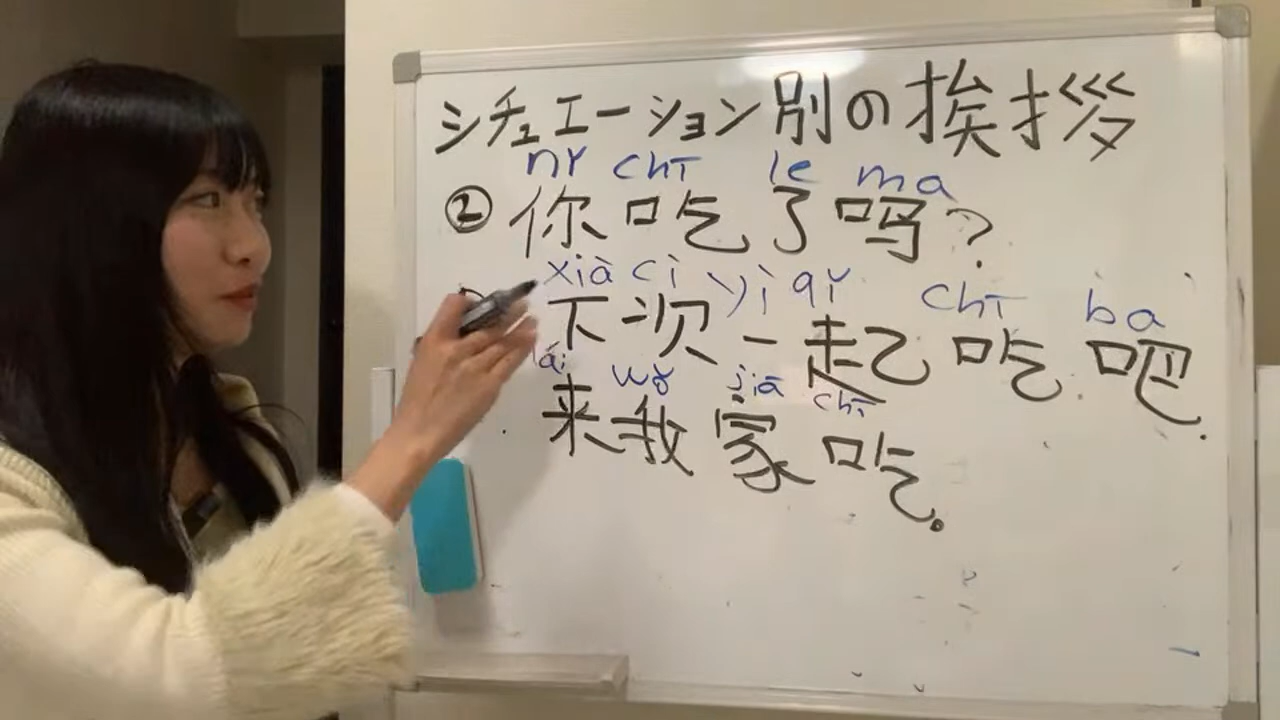 シチュエーション別の挨拶
nǐ chī le ma
② 你吃了吗?
xià cì yì qǐ chī ba
下次一起吃吧.
lái wǒ jiā chī
来我家吃。